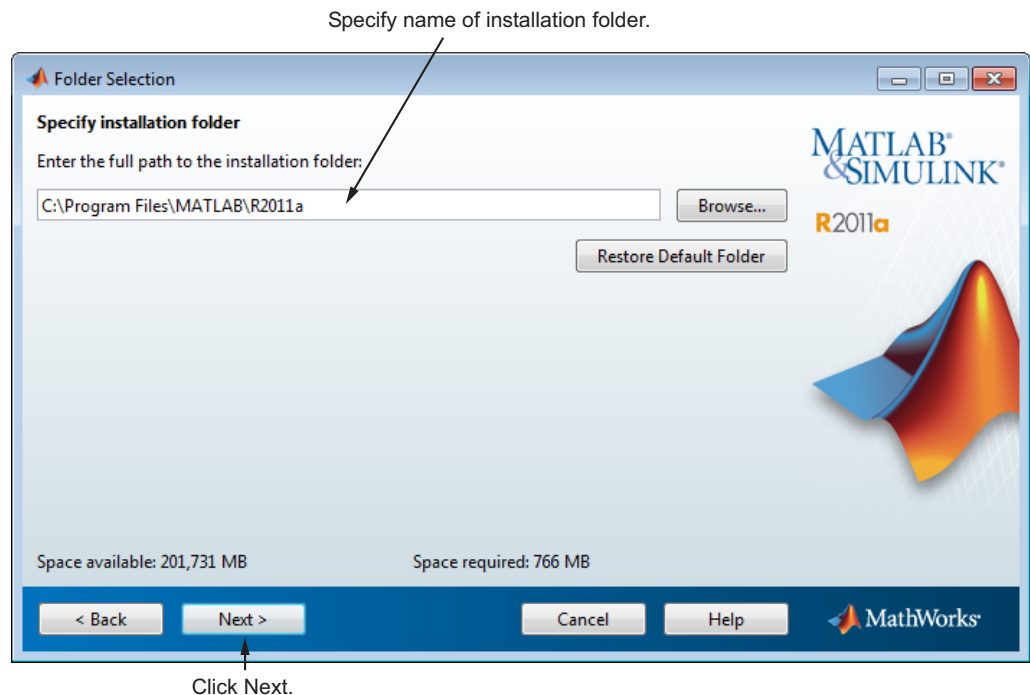 Specify name of installation folder.
Folder Selection
Specify installation folder
Enter the full path to the installation folder:
C:\Program Files\MATLAB\R2011a
Browse...
Restore Default Folder
MATLAB®
&SIMULINK®
R2011a
Space available: 201,731 MB
Space required: 766 MB
< Back
Next >
Cancel
Help
MathWorks®
Click Next.